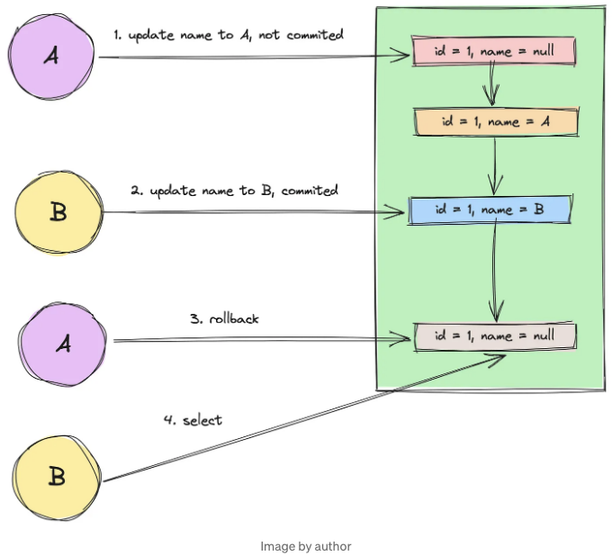 1. update name to A, not commited
A
id = 1, name = null
id = 1, name = A
2. update name to B, commited
B
id = 1, name = B
3. rollback
A
id = 1, name = null
4. select
B
Image by author